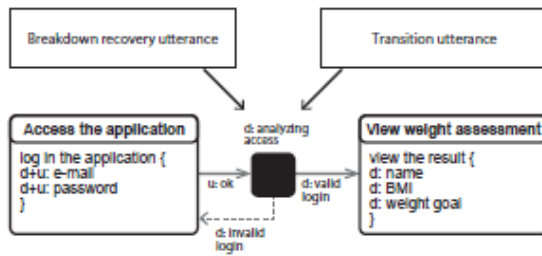 Breakdown recovery utterance
Transition utterance
Access the application
log in the application {
d+u: e-mail
d+u: password
}
u: ok
d: analyzing
access
d: valid
login
d: invalid
login
View weight assessment
view the result {
d: name
d: BMI
d: weight goal
}